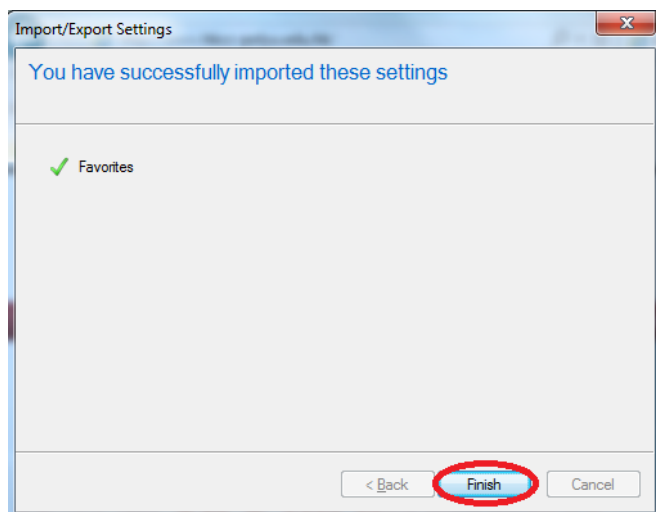 Import/Export Settings
You have successfully imported these settings
Favorites
< Back Finish Cancel